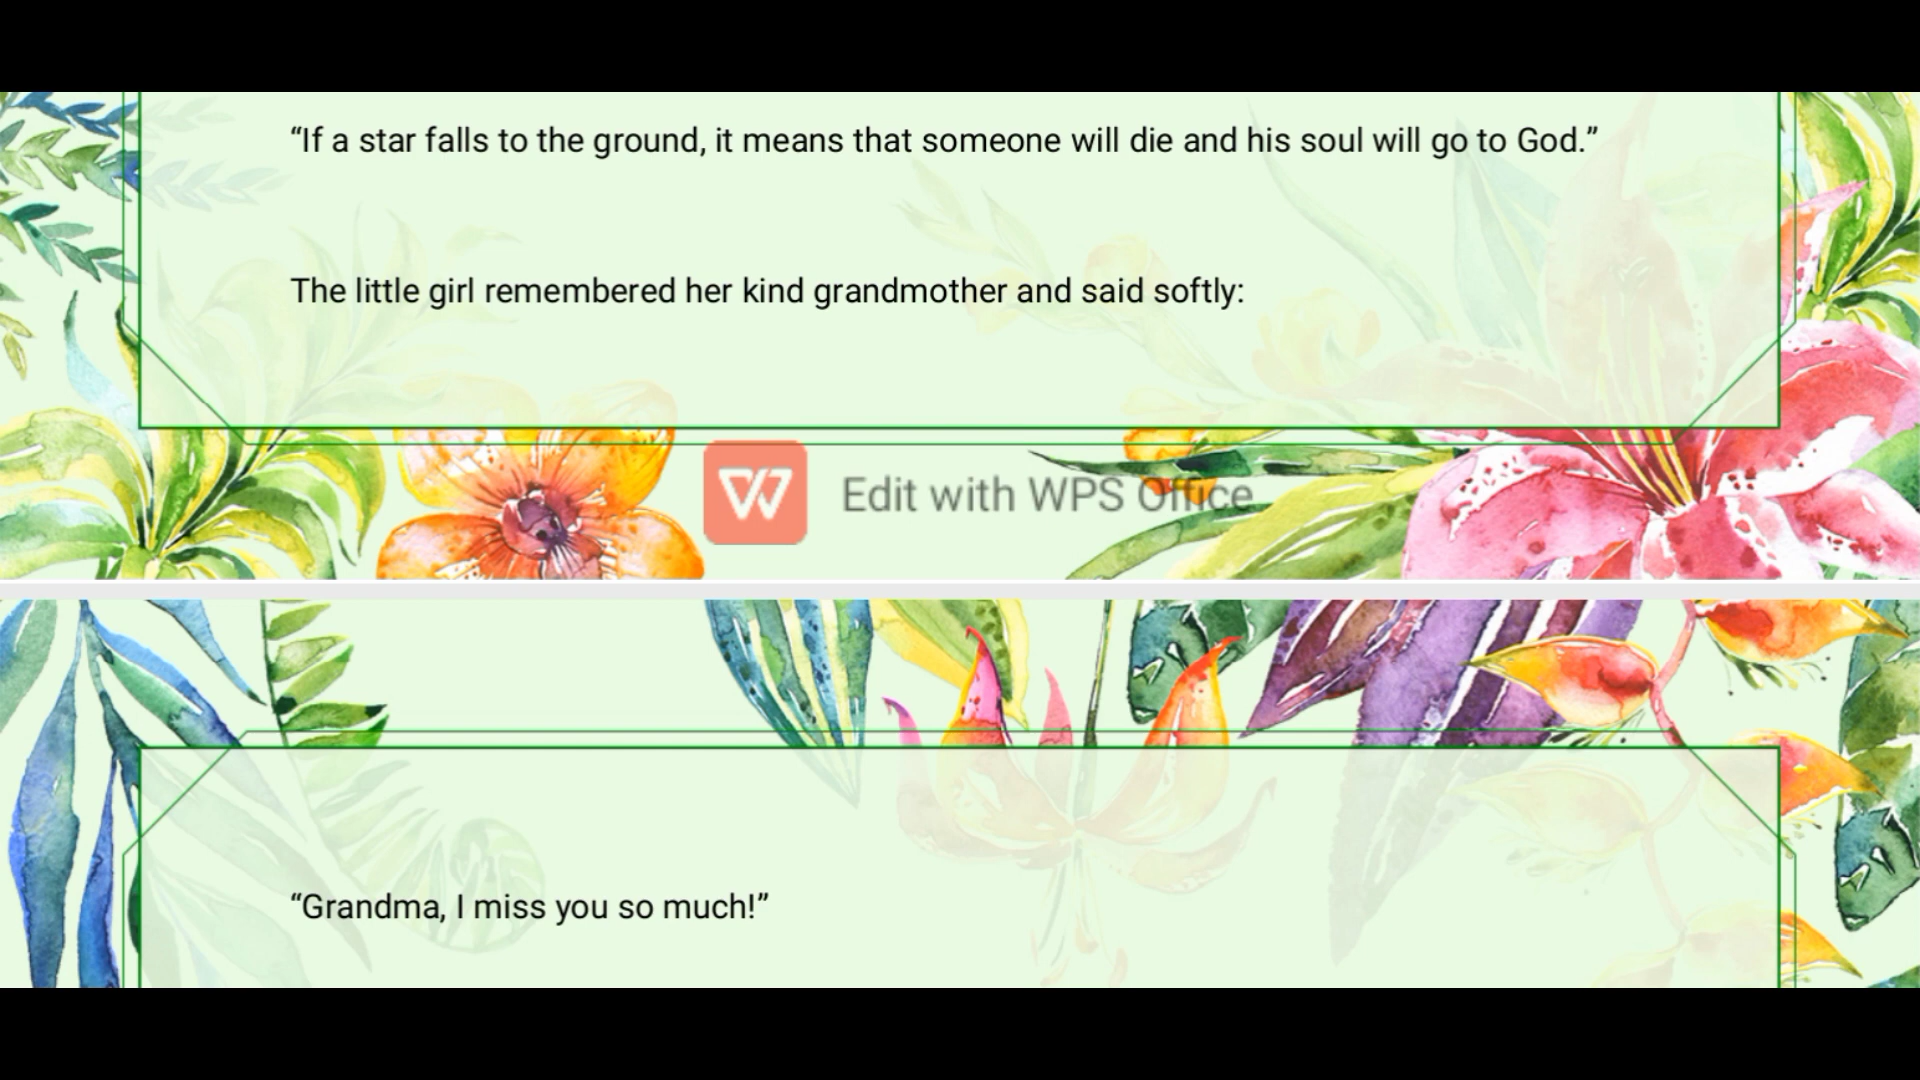 “If a star falls to the ground, it means that someone will die and his soul will go to God.”
The little girl remembered her kind grandmother and said softly:
Edit with WPS Office
“Grandma, I miss you so much!”